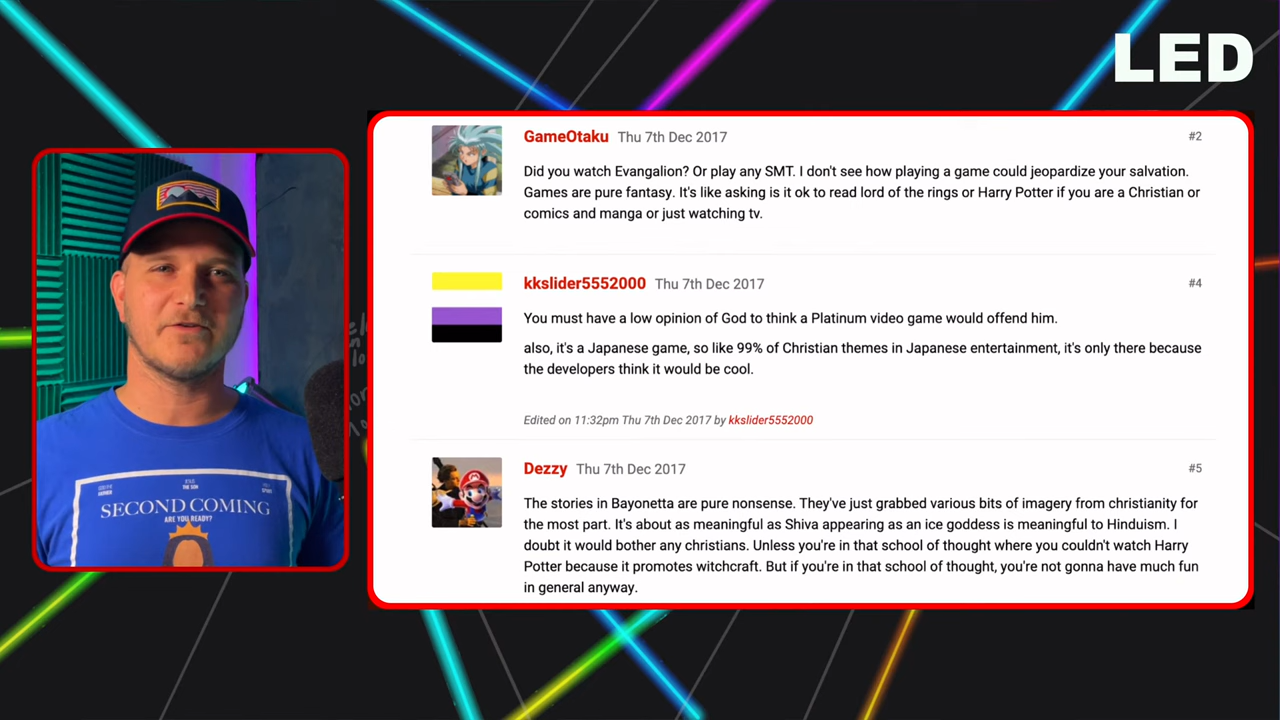 LED
GameOtaku Thu 7th Dec 2017 #2
Did you watch Evangalion? Or play any SMT. I don't see how playing a game could jeopardize your salvation.
Games are pure fantasy. It's like asking is it ok to read lord of the rings or Harry Potter if you are a Christian or
comics and manga or just watching tv.
kkslider5552000 Thu 7th Dec 2017 #4
You must have a low opinion of God to think a Platinum video game would offend him.
also, it's a Japanese game, so like 99% of Christian themes in Japanese entertainment, it's only there because
the developers think it would be cool.
Edited on 11:32pm Thu 7th Dec 2017 by kkslider5552000
Dezzy Thu 7th Dec 2017 #5
The stories in Bayonetta are pure nonsense. They've just grabbed various bits of imagery from christianity for
the most part. It's about as meaningful as Shiva appearing as an ice goddess is meaningful to Hinduism. I
doubt it would bother any christians. Unless you're in that school of thought where you couldn't watch Harry
Potter because it promotes witchcraft. But if you're in that school of thought, you're not gonna have much fun
in general anyway.
SECOND COMING
ARE YOU READY?